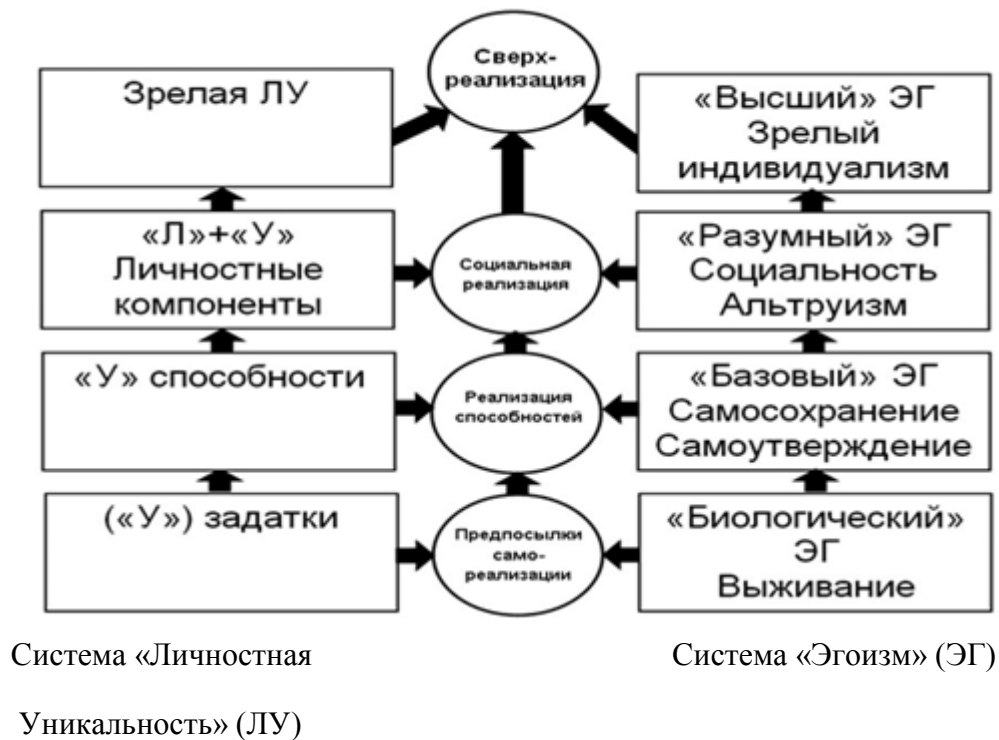 Сверх-
реализация
Зрелая ЛУ
«Высший» ЭГ
Зрелый
индивидуализм
«Л»+«У»
Личностные
компоненты
Социальная
реализация
«Разумный» ЭГ
Социальность
Альтруизм
«У» способности
Реализация
способностей
«Базовый» ЭГ
Самосохранение
Самоутверждение
(«У») задатки
Предпосылки
само-
реализации
«Биологический»
ЭГ
Выживание
Система «Личностная
Уникальность» (ЛУ)
Система «Эгоизм» (ЭГ)